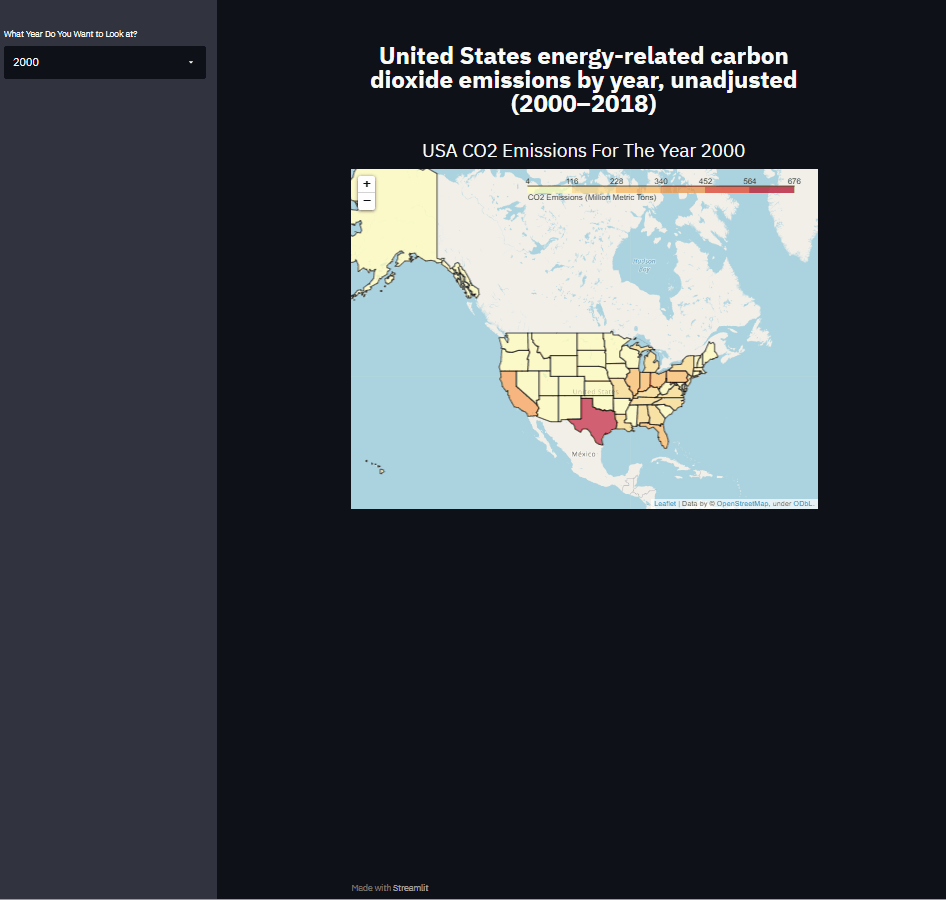 What Year Do You Want to Look at?
2000
United States energy-related carbon
dioxide emissions by year, unadjusted
(2000–2018)
USA CO2 Emissions For The Year 2000
+
−
4 116 228 340 452 564 676
CO2 Emissions (Million Metric Tons)
Hudson
Bay
United States
México
Leaflet | Data by © OpenStreetMap, under ODbL.
Made with Streamlit